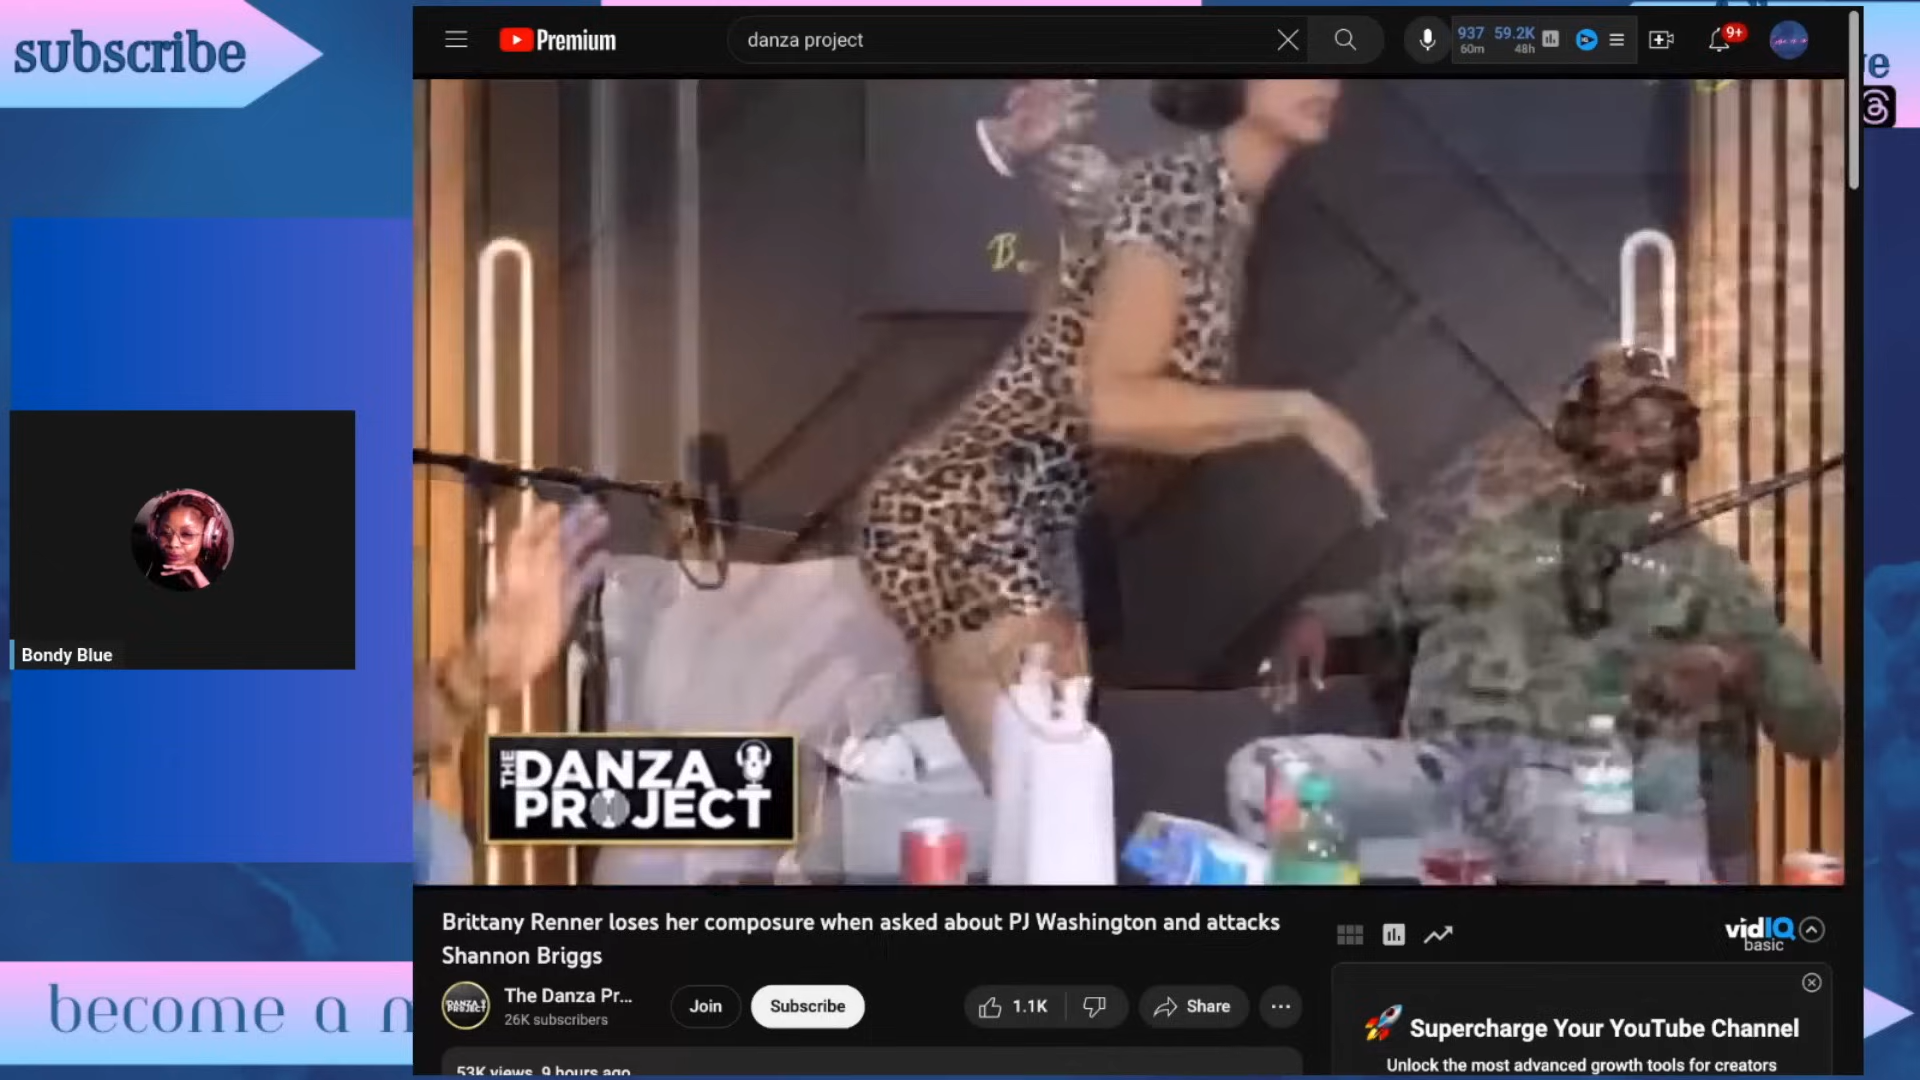 subscribe
Premium
danza project
937
60m
59.2K
48h
9+
B.
THE
DANZA
PROJECT
Bondy Blue
Brittany Renner loses her composure when asked about PJ Washington and attacks
Shannon Briggs
vidIQ
basic
The Danza Pr...
26K subscribers
Join
Subscribe
1.1K
Share
Supercharge Your YouTube Channel
Unlock the most advanced growth tools for creators
become a
53K views 9 hours ago